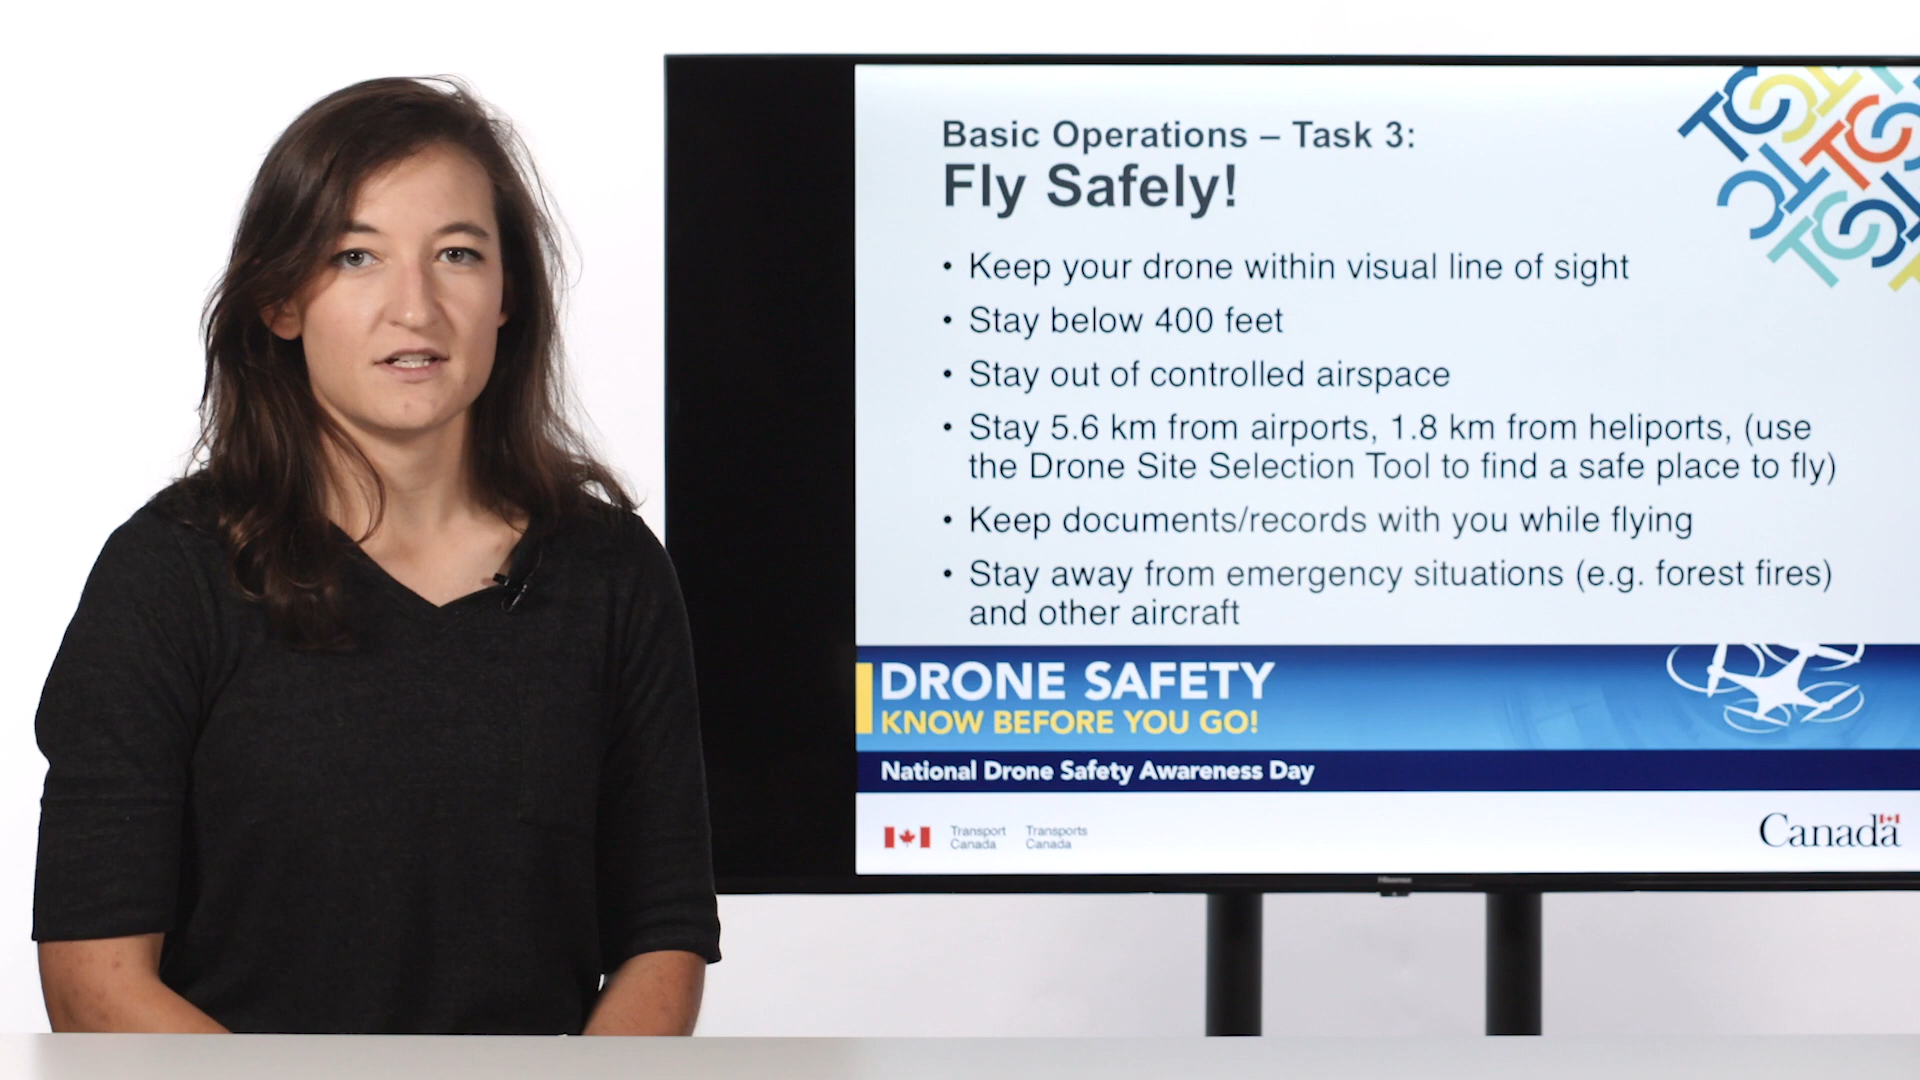 Basic Operations – Task 3:
Fly Safely!
• Keep your drone within visual line of sight
• Stay below 400 feet
• Stay out of controlled airspace
• Stay 5.6 km from airports, 1.8 km from heliports, (use
the Drone Site Selection Tool to find a safe place to fly)
• Keep documents/records with you while flying
• Stay away from emergency situations (e.g. forest fires)
and other aircraft
DRONE SAFETY
KNOW BEFORE YOU GO!
National Drone Safety Awareness Day
Transport Transports
Canada Canada
Canada
Hisense